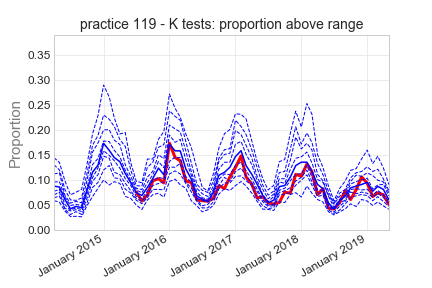 practice 119 - K tests: proportion above range
Proportion
0.35
0.30
0.25
0.20
0.15
0.10
0.05
0.00
January 2015
January 2016
January 2017
January 2018
January 2019